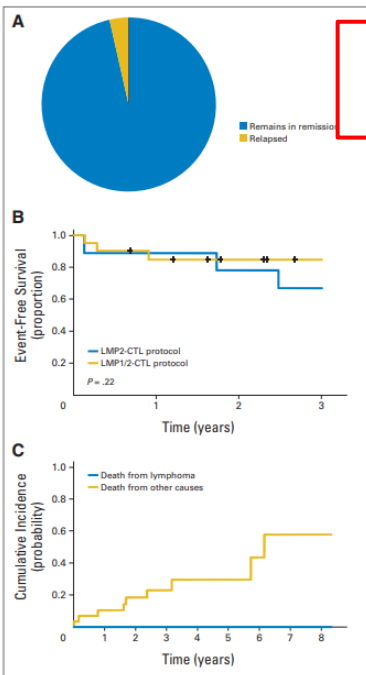 A
Remains in remission
Relapsed
B
Event-Free Survival
(proportion)
1.0
0.8
0.6
0.4
0.2
LMP2-CTL protocol
LMP1/2-CTL protocol
P = .22
0 1 2 3
Time (years)
C
Cumulative Incidence
(probability)
1.0
0.8
0.6
0.4
0.2
Death from lymphoma
Death from other causes
0 1 2 3 4 5 6 7 8
Time (years)